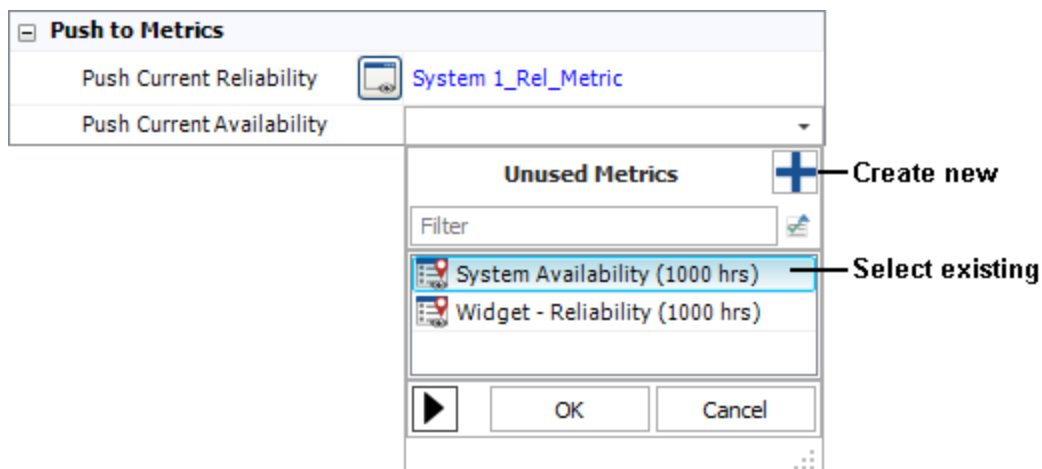 Push to Metrics
Push Current Reliability System 1_Rel_Metric
Push Current Availability
Unused Metrics Create new
Filter
System Availability (1000 hrs) Select existing
Widget - Reliability (1000 hrs)
OK Cancel